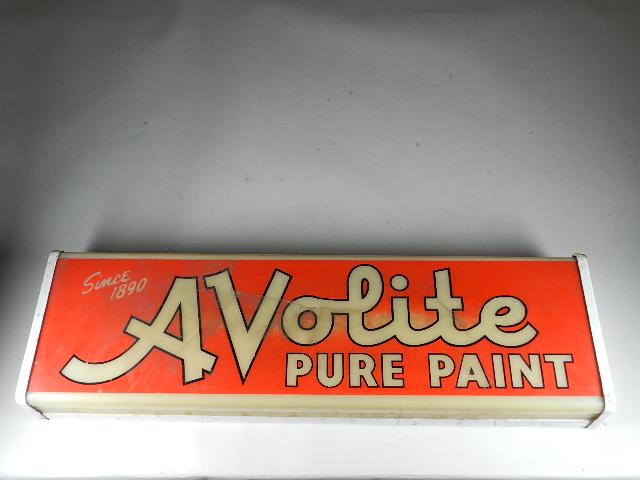 Since
1890
AVolite
PURE PAINT